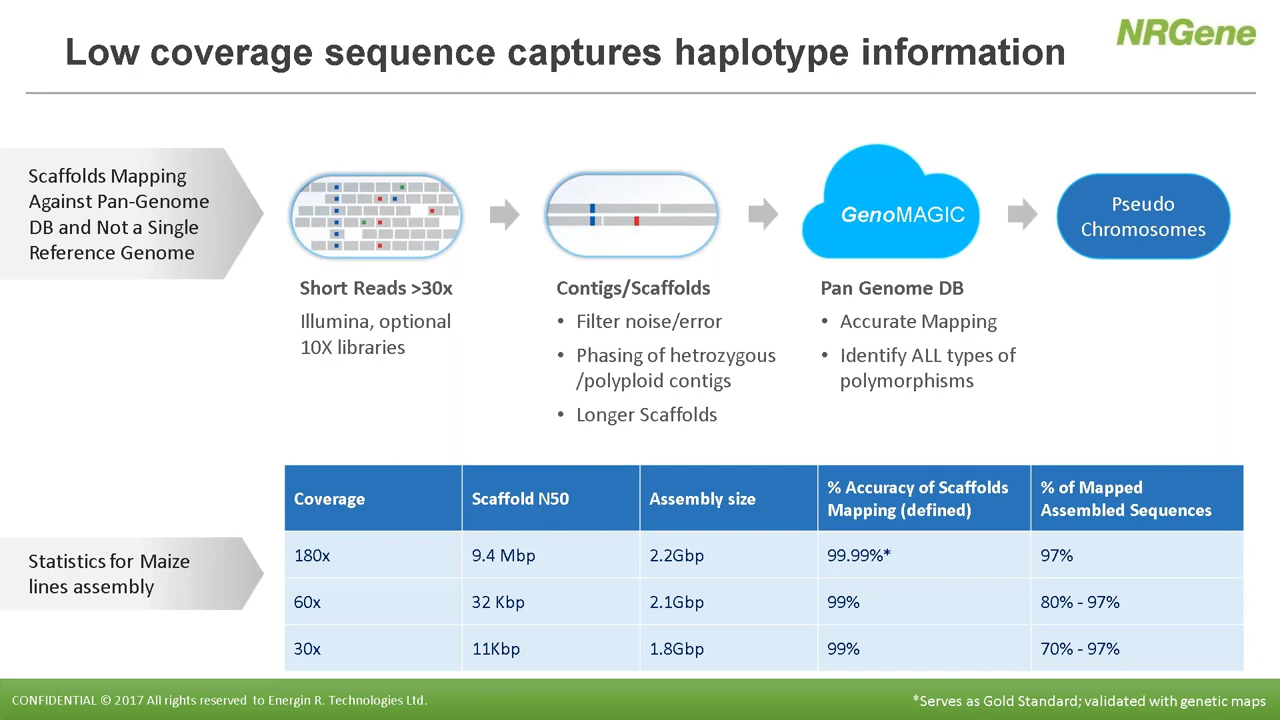 Low coverage sequence captures haplotype information
NRGene
Scaffolds Mapping
Against Pan-Genome
DB and Not a Single
Reference Genome
GenoMAGIC
Pseudo
Chromosomes
Short Reads >30x
Illumina, optional
10X libraries
Contigs/Scaffolds
• Filter noise/error
• Phasing of hetrozygous
/polyploid contigs
• Longer Scaffolds
Pan Genome DB
• Accurate Mapping
• Identify ALL types of
polymorphisms
Statistics for Maize
lines assembly
Coverage Scaffold N50 Assembly size % Accuracy of Scaffolds Mapping (defined) % of Mapped Assembled Sequences
180x 9.4 Mbp 2.2Gbp 99.99%* 97%
60x 32 Kbp 2.1Gbp 99% 80% - 97%
30x 11Kbp 1.8Gbp 99% 70% - 97%
CONFIDENTIAL © 2017 All rights reserved to Energin R. Technologies Ltd.
*Serves as Gold Standard; validated with genetic maps